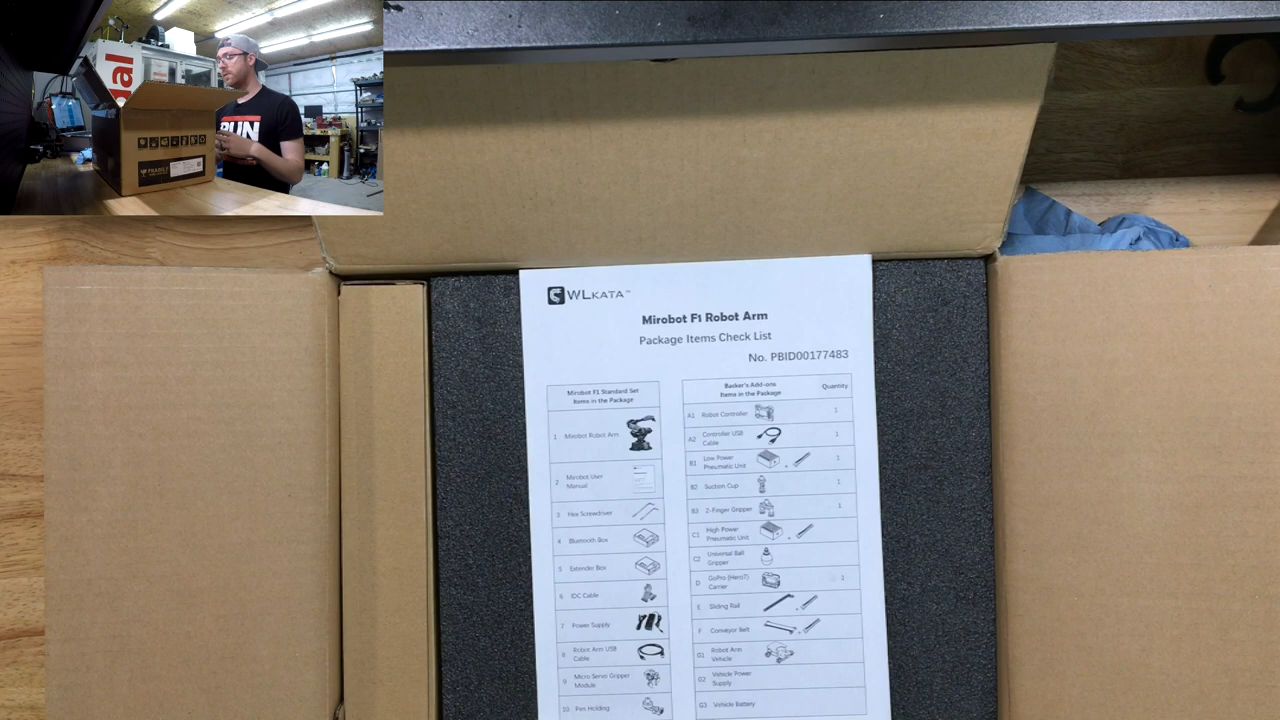 dal
RUN
FRAGILE
WLKATA™
Mirobot F1 Robot Arm
Package Items Check List
No. PBID00177483
Mirobot F1 Standard Set
Items in the Package
1 Mirobot Robot Arm
2 Mirobot User
Manual
3 Hex Screwdriver
4 Bluetooth Box
5 Extender Box
6 IDC Cable
7 Power Supply
8 Robot Arm USB
Cable
9 Micro Servo Gripper
Module
10 Pen Holding
Backer's Add-ons
Items in the Package Quantity
A1 Robot Controller 1
A2 Controller USB
Cable 1
B1 Low Power
Pneumatic Unit 1
B2 Suction Cup 1
B3 2-Finger Gripper 1
C1 High Power
Pneumatic Unit
C2 Universal Ball
Gripper
D GoPro (Hero7)
Carrier 1
E Sliding Rail
F Conveyor Belt
G1 Robot Arm
Vehicle
G2 Vehicle Power
Supply
G3 Vehicle Battery